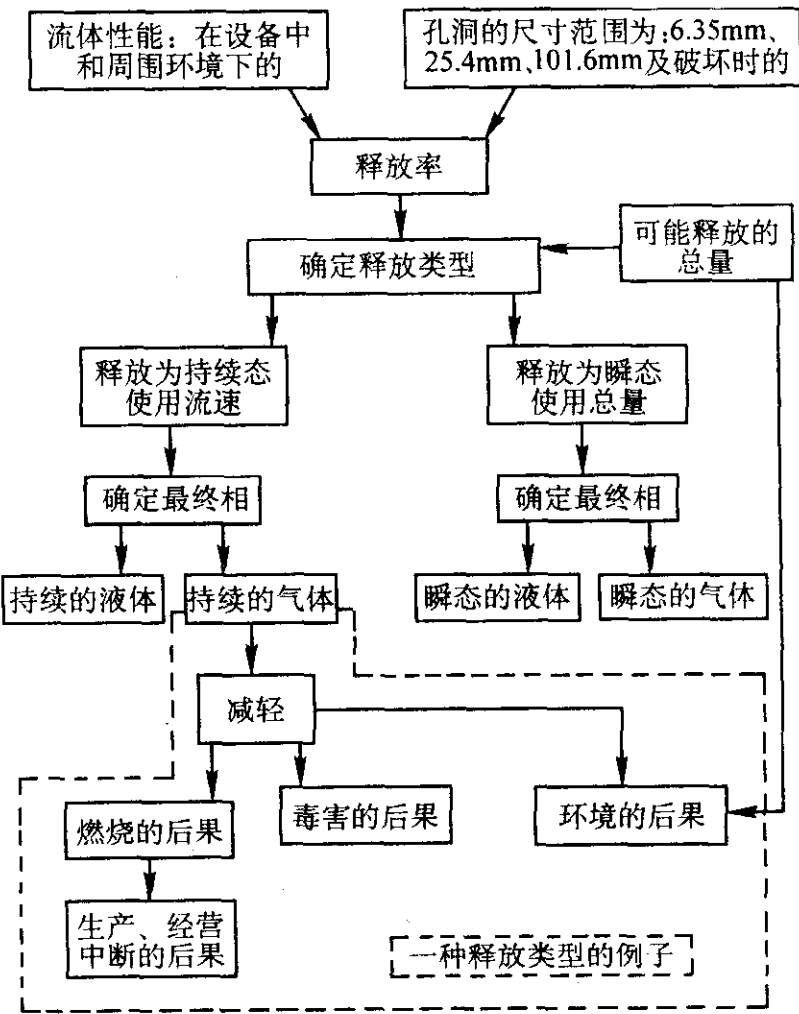 流体性能：在设备中
和周围环境下的
孔洞的尺寸范围为:6.35mm、
25.4mm、101.6mm及破坏时的
释放率
确定释放类型
可能释放的
总量
释放为持续态
使用流速
释放为瞬态
使用总量
确定最终相
确定最终相
持续的液体
持续的气体
瞬态的液体
瞬态的气体
减轻
燃烧的后果
毒害的后果
环境的后果
生产、经营
中断的后果
一种释放类型的例子